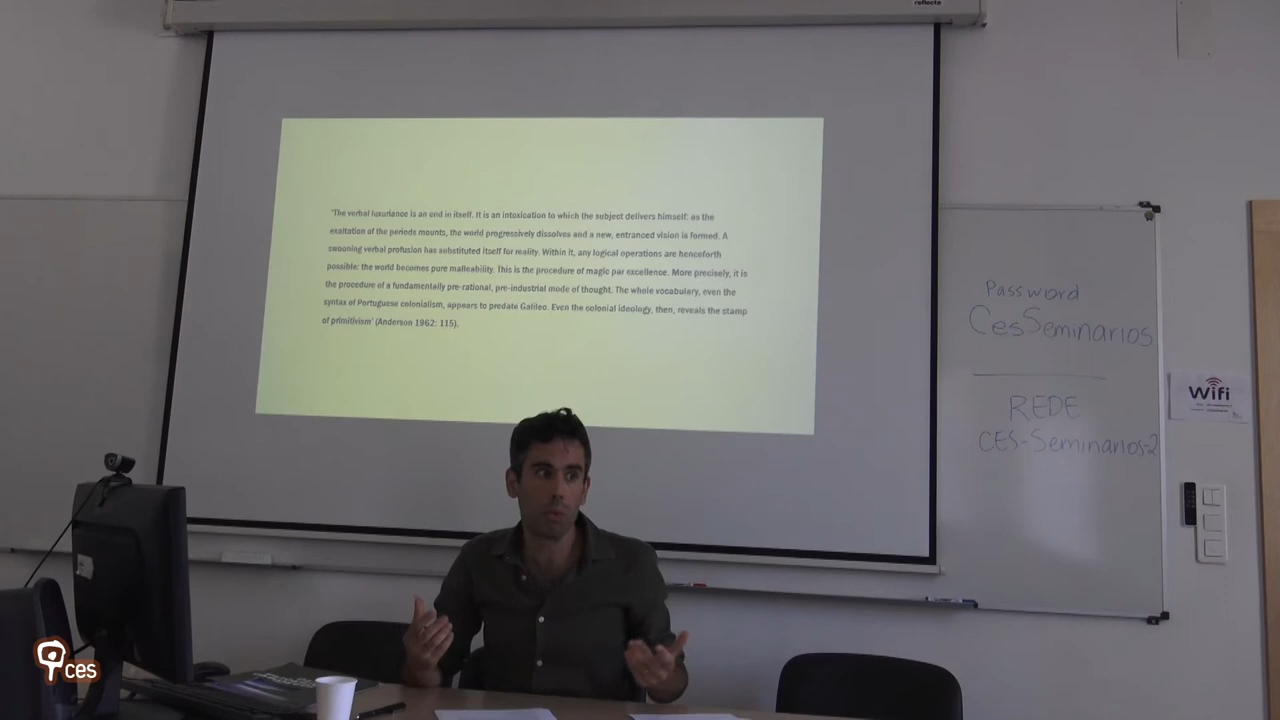 reflecta
'The verbal luxuriance is an end in itself. It is an intoxication to which the subject delivers himself: as the
exaltation of the periods mounts, the world progressively dissolves and a new, entranced vision is formed. A
swooning verbal profusion has substituted itself for reality. Within it, any logical operations are henceforth
possible: the world becomes pure malleability. This is the procedure of magic par excellence. More precisely, it is
the procedure of a fundamentally pre-rational, pre-industrial mode of thought. The whole vocabulary, even the
syntax of Portuguese colonialism, appears to predate Galileo. Even the colonial ideology, then, reveals the stamp
of primitivism' (Anderson 1962: 115).
Password
CesSeminarios
REDE
CES-Seminarios-2
Wifi
ces